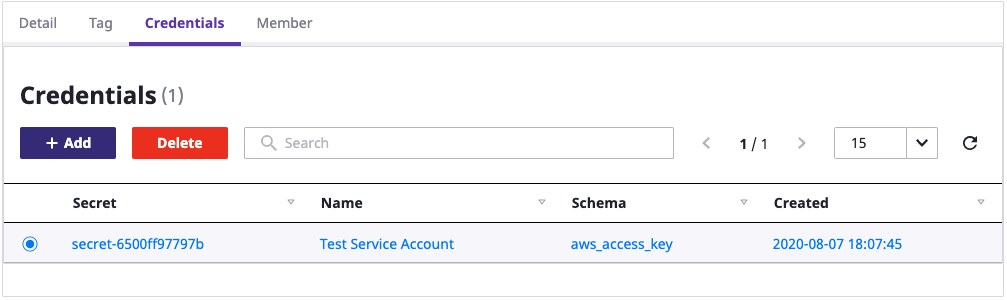 Detail Tag Credentials Member
Credentials (1)
+ Add Delete Search 1 / 1 15
Secret Name Schema Created
secret-6500ff97797b Test Service Account aws_access_key 2020-08-07 18:07:45